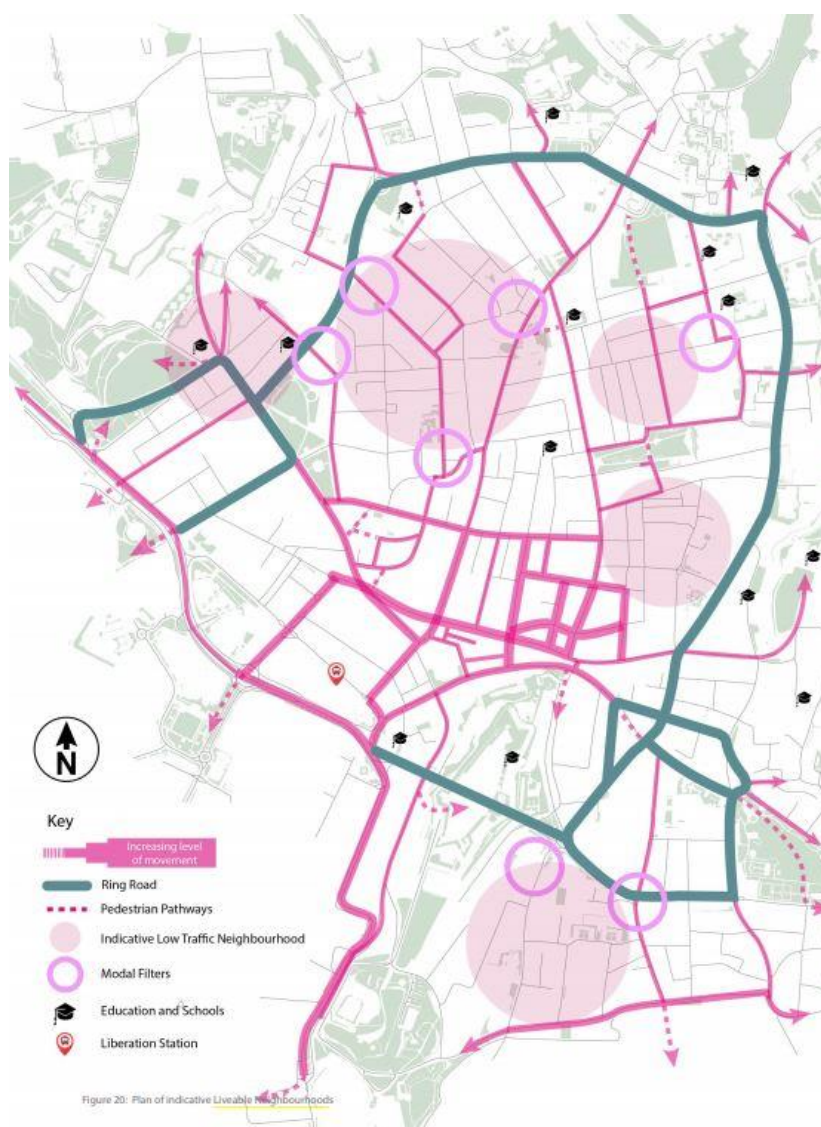 N
Key
Increasing level
of movement
Ring Road
Pedestrian Pathways
Indicative Low Traffic Neighbourhood
Modal Filters
Education and Schools
Liberation Station
Figure 20: Plan of indicative Liveable Neighbourhoods